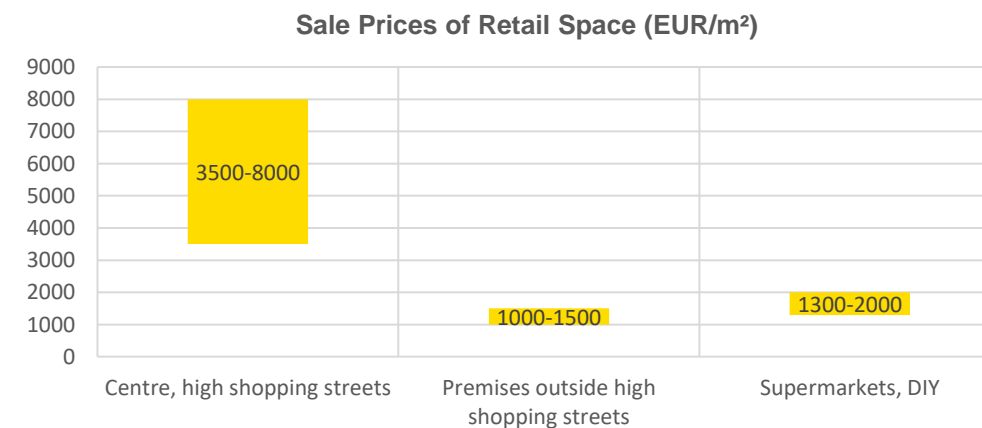 Sale Prices of Retail Space (EUR/m²)
9000
8000
7000
6000
5000
4000
3000
2000
1000
0
3500-8000
1000-1500
1300-2000
Centre, high shopping streets
Premises outside high
shopping streets
Supermarkets, DIY